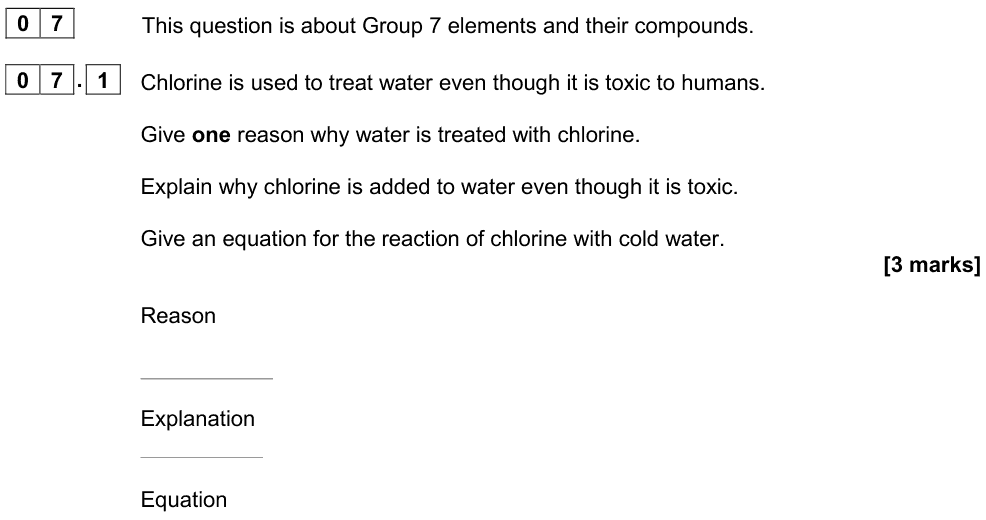 0 7 This question is about Group 7 elements and their compounds.
0 7 . 1 Chlorine is used to treat water even though it is toxic to humans.
Give one reason why water is treated with chlorine.
Explain why chlorine is added to water even though it is toxic.
Give an equation for the reaction of chlorine with cold water.
[3 marks]
Reason
Explanation
Equation